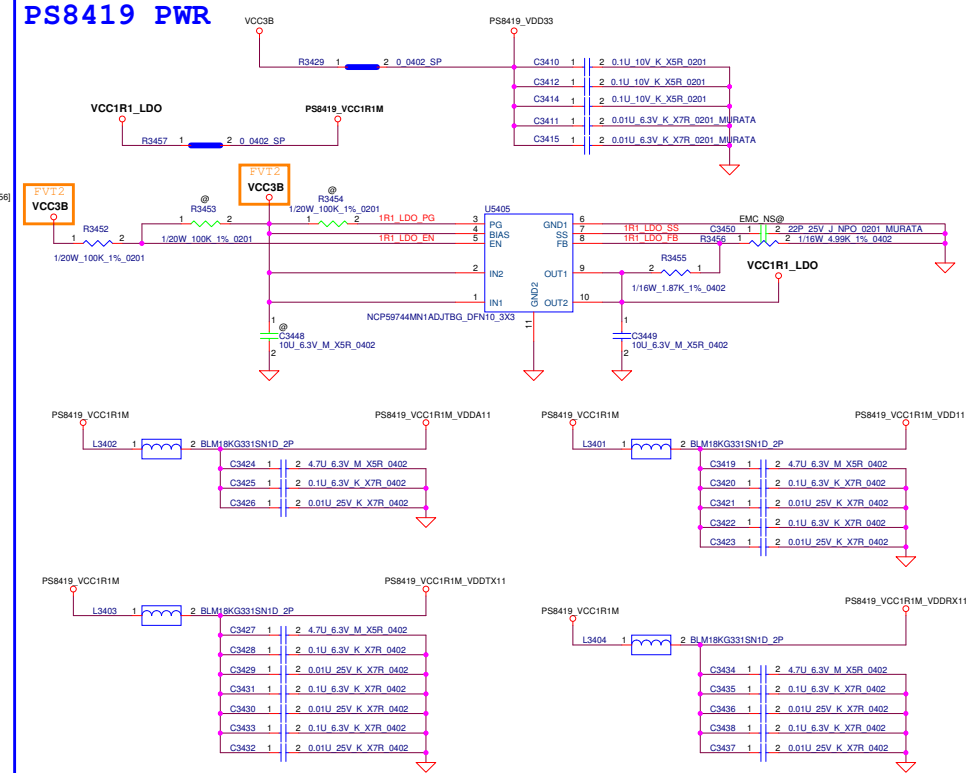 PS8419 PWR
VCC3B
PS8419_VDD33
R3429 1 2 0_0402_SP
C3410 1 2 0.1U_10V_K_X5R_0201
C3412 1 2 0.1U_10V_K_X5R_0201
C3414 1 2 0.1U_10V_K_X5R_0201
C3411 1 2 0.01U_6.3V_K_X7R_0201_MURATA
C3415 1 2 0.01U_6.3V_K_X7R_0201_MURATA
VCC1R1_LDO
PS8419_VCC1R1M
R3457 1 2 0_0402_SP
56]
FVT2
VCC3B
FVT2
VCC3B
R3452
1 2
1/20W_100K_1%_0201
@
R3453
1 2
1/20W_100K_1%_0201
@
R3454
1/20W_100K_1%_0201
1 2
1R1_LDO_PG
1R1_LDO_EN
U5405
3 PG
4 BIAS
5 EN
2 IN2
1 IN1
GND1 6
SS 7
FB 8
OUT1 9
OUT2 10
GND2
11
NCP59744MN1ADJTBG_DFN10_3X3
1R1_LDO_SS
1R1_LDO_FB
EMC_NS@
C3450 1 2 22P_25V_J_NPO_0201_MURATA
R3456 1 2 1/16W_4.99K_1%_0402
R3455
2 1
1/16W_1.87K_1%_0402
VCC1R1_LDO
1
@
C3448
10U_6.3V_M_X5R_0402
2
1
C3449
10U_6.3V_M_X5R_0402
2
PS8419_VCC1R1M
PS8419_VCC1R1M_VDDA11
L3402 1 2 BLM18KG331SN1D_2P
C3424 1 2 4.7U_6.3V_M_X5R_0402
C3425 1 2 0.1U_6.3V_K_X7R_0402
C3426 1 2 0.01U_25V_K_X7R_0402
PS8419_VCC1R1M
PS8419_VCC1R1M_VDD11
L3401 1 2 BLM18KG331SN1D_2P
C3419 1 2 4.7U_6.3V_M_X5R_0402
C3420 1 2 0.1U_6.3V_K_X7R_0402
C3421 1 2 0.01U_25V_K_X7R_0402
C3422 1 2 0.1U_6.3V_K_X7R_0402
C3423 1 2 0.01U_25V_K_X7R_0402
PS8419_VCC1R1M
PS8419_VCC1R1M_VDDTX11
L3403 1 2 BLM18KG331SN1D_2P
C3427 1 2 4.7U_6.3V_M_X5R_0402
C3428 1 2 0.1U_6.3V_K_X7R_0402
C3429 1 2 0.01U_25V_K_X7R_0402
C3431 1 2 0.1U_6.3V_K_X7R_0402
C3430 1 2 0.01U_25V_K_X7R_0402
C3433 1 2 0.1U_6.3V_K_X7R_0402
C3432 1 2 0.01U_25V_K_X7R_0402
PS8419_VCC1R1M
PS8419_VCC1R1M_VDDRX11
L3404 1 2 BLM18KG331SN1D_2P
C3434 1 2 4.7U_6.3V_M_X5R_0402
C3435 1 2 0.1U_6.3V_K_X7R_0402
C3436 1 2 0.01U_25V_K_X7R_0402
C3438 1 2 0.1U_6.3V_K_X7R_0402
C3437 1 2 0.01U_25V_K_X7R_0402